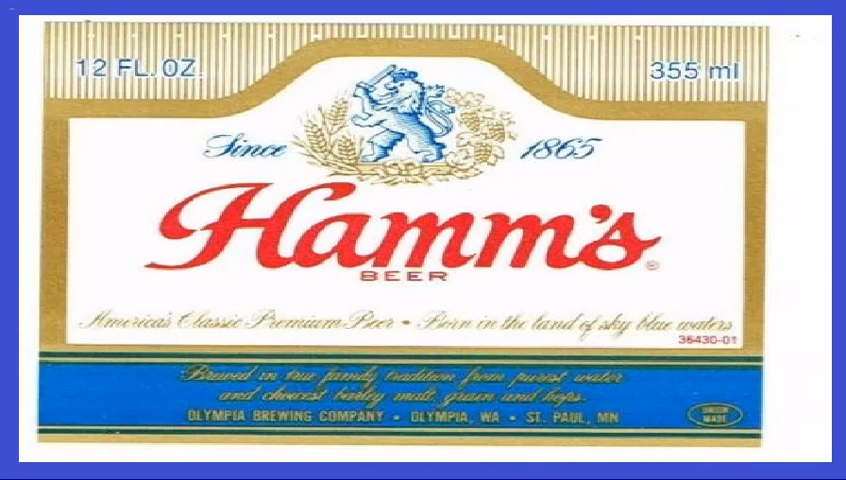 12 FL. OZ. 355 ml
Since 1865
Hamm's®
BEER
America's Classic Premium Beer • Born in the land of sky blue waters
36430-01
Brewed in true family tradition from purest water
and choicest barley malt, grain and hops.
OLYMPIA BREWING COMPANY • OLYMPIA, WA • ST. PAUL, MN
UNION
MADE